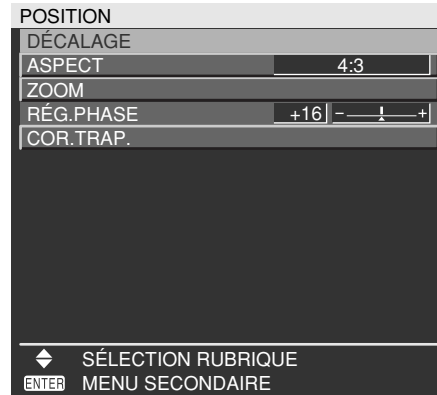 POSITION
DÉCALAGE
ASPECT 4:3
ZOOM
RÉG.PHASE +16 - +
COR.TRAP.
SÉLECTION RUBRIQUE
ENTER MENU SECONDAIRE